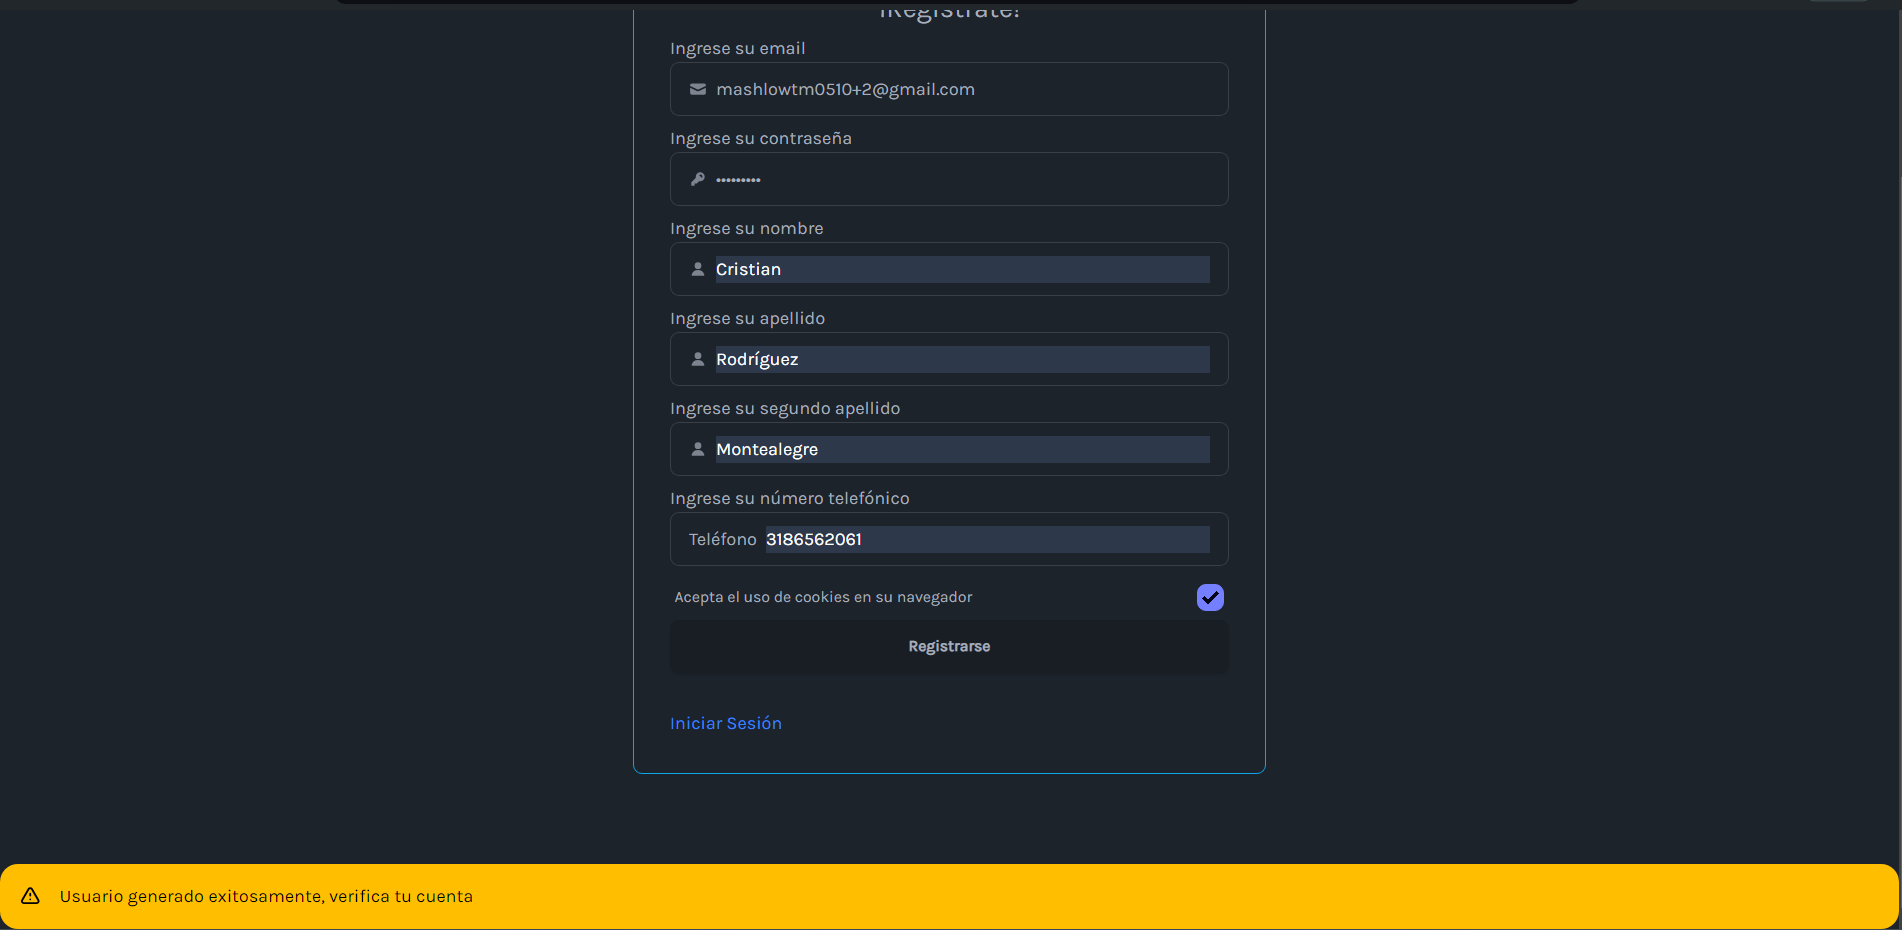 ¡Regístrate!
Ingrese su email
mashlowtm0510+2@gmail.com
Ingrese su contraseña
•••••••••
Ingrese su nombre
Cristian
Ingrese su apellido
Rodríguez
Ingrese su segundo apellido
Montealegre
Ingrese su número telefónico
Teléfono 3186562061
Acepta el uso de cookies en su navegador
Registrarse
Iniciar Sesión
Usuario generado exitosamente, verifica tu cuenta